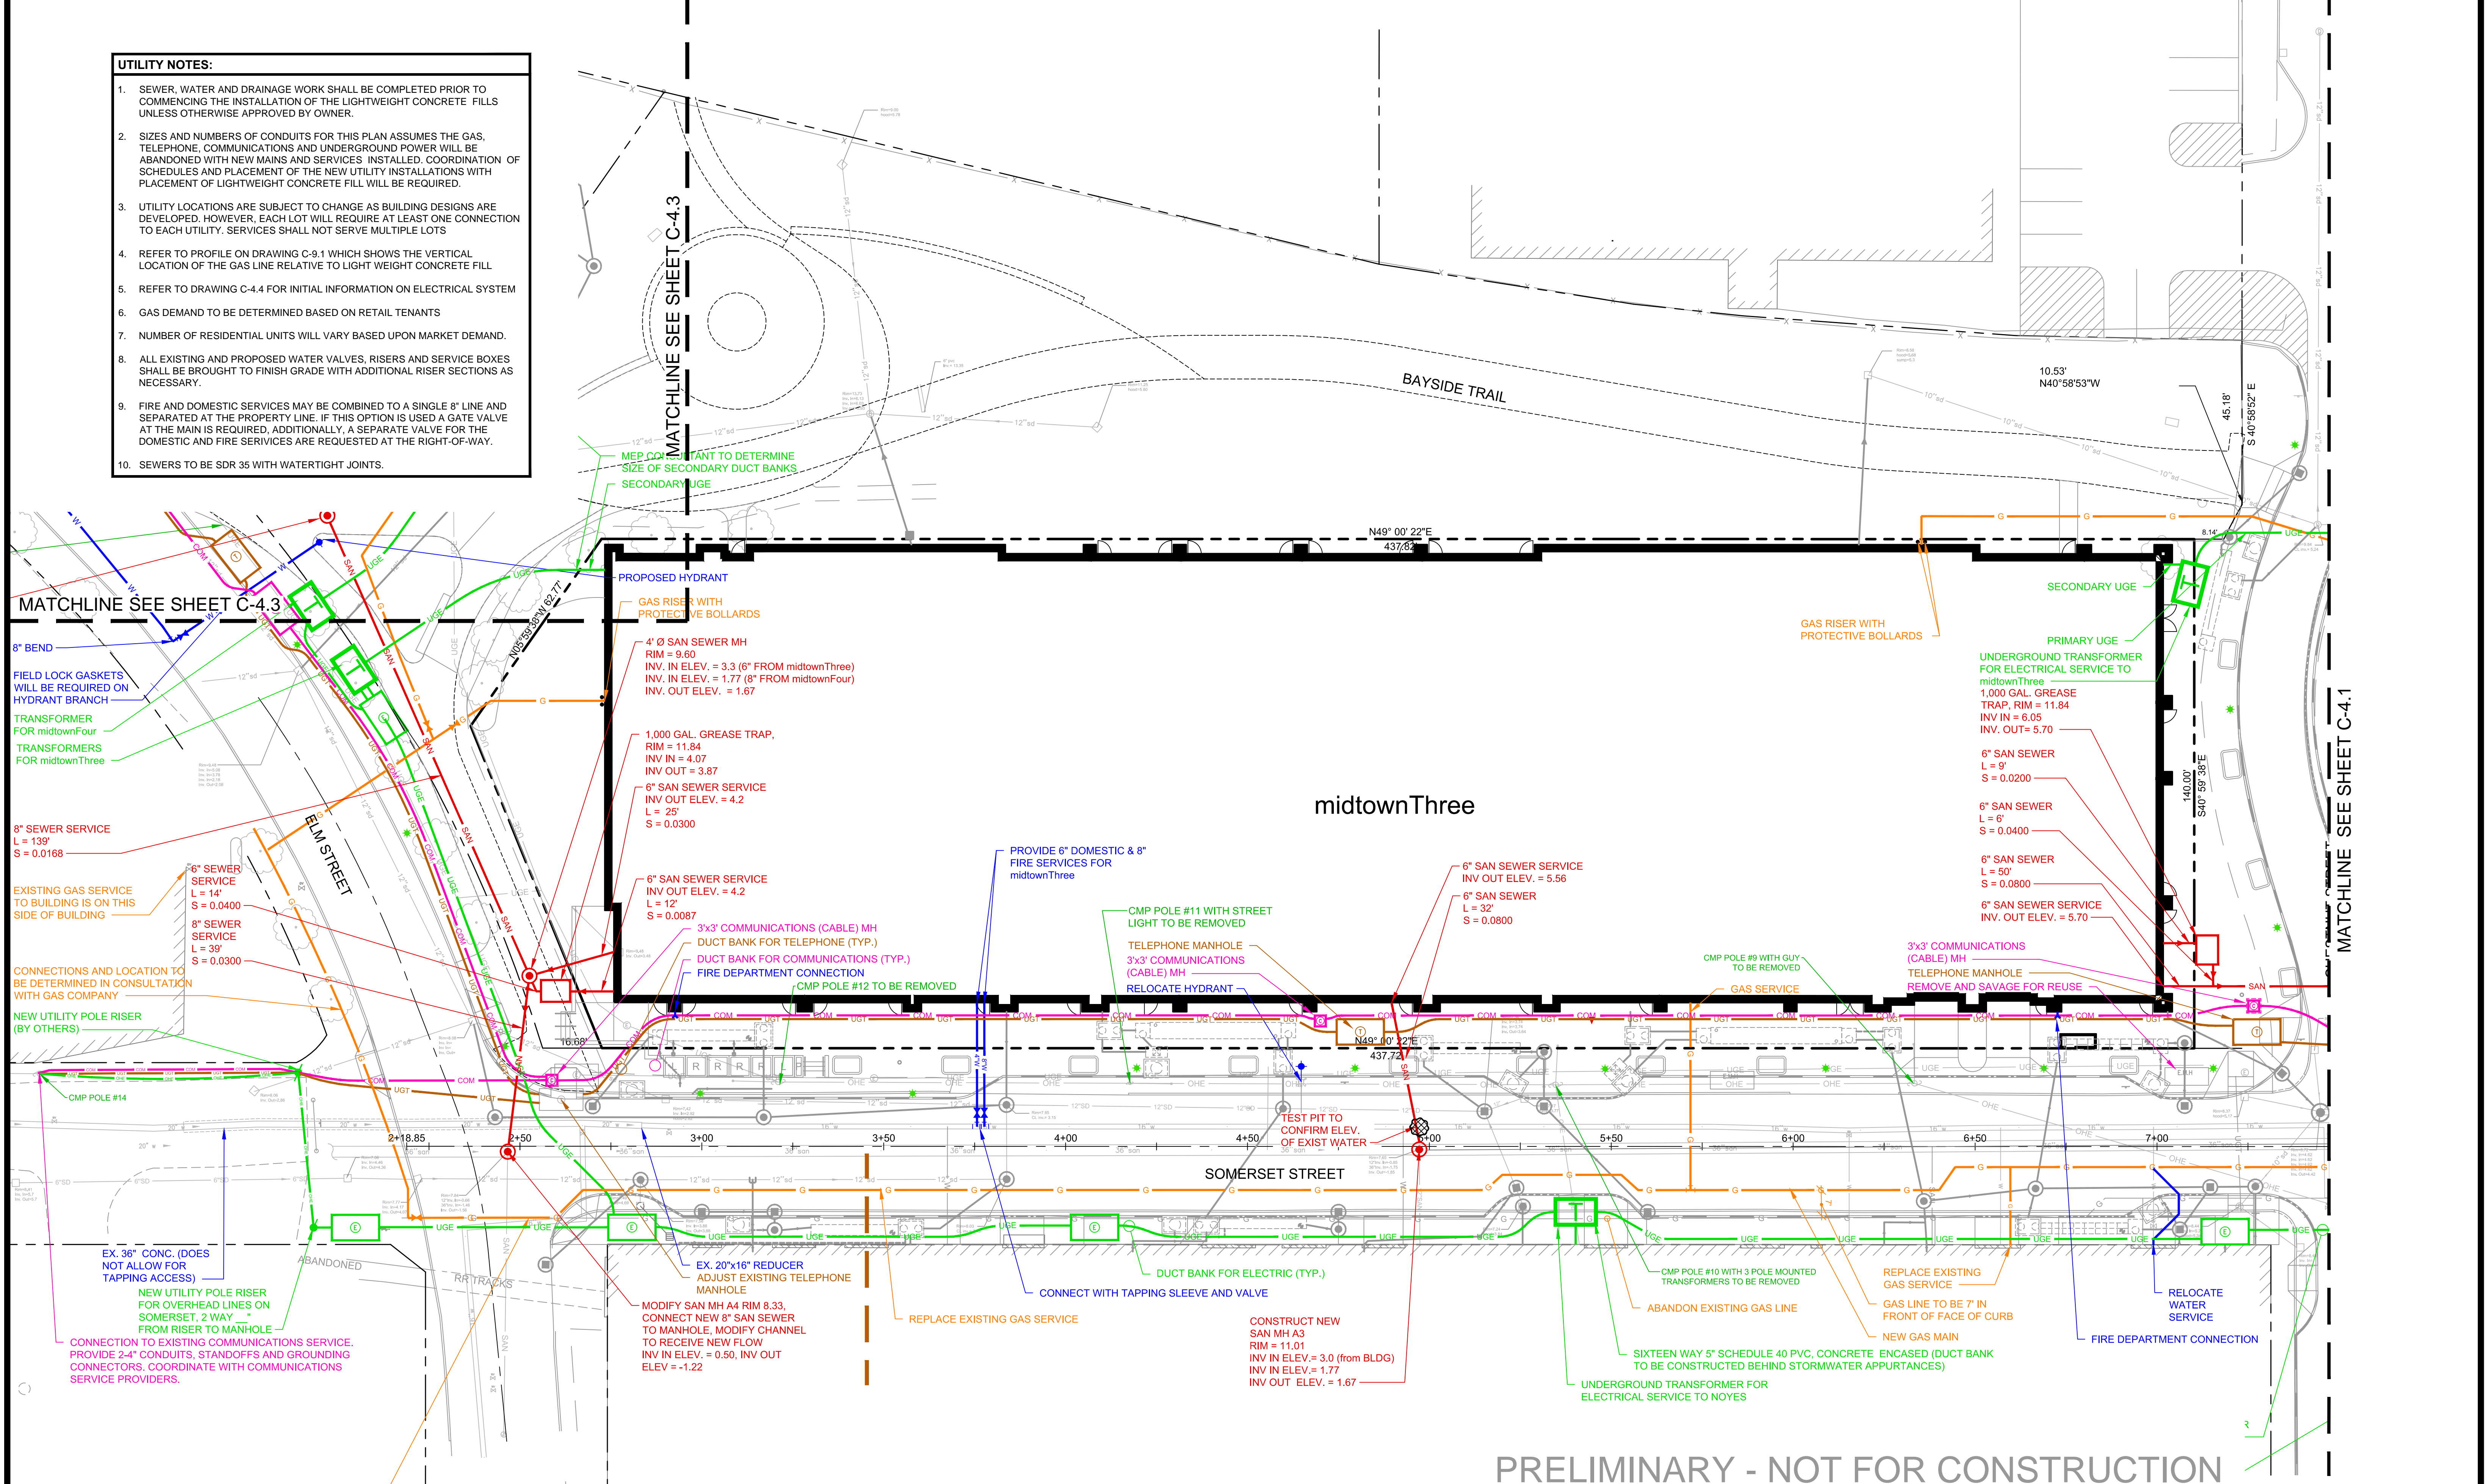 UTILITY NOTES:
1. SEWER, WATER AND DRAINAGE WORK SHALL BE COMPLETED PRIOR TO
COMMENCING THE INSTALLATION OF THE LIGHTWEIGHT CONCRETE FILLS
UNLESS OTHERWISE APPROVED BY OWNER.
2. SIZES AND NUMBERS OF CONDUITS FOR THIS PLAN ASSUMES THE GAS,
TELEPHONE, COMMUNICATIONS AND UNDERGROUND POWER WILL BE
ABANDONED WITH NEW MAINS AND SERVICES INSTALLED. COORDINATION OF
SCHEDULES AND PLACEMENT OF THE NEW UTILITY INSTALLATIONS WITH
PLACEMENT OF LIGHTWEIGHT CONCRETE FILL WILL BE REQUIRED.
3. UTILITY LOCATIONS ARE SUBJECT TO CHANGE AS BUILDING DESIGNS ARE
DEVELOPED. HOWEVER, EACH LOT WILL REQUIRE AT LEAST ONE CONNECTION
TO EACH UTILITY. SERVICES SHALL NOT SERVE MULTIPLE LOTS
4. REFER TO PROFILE ON DRAWING C-9.1 WHICH SHOWS THE VERTICAL
LOCATION OF THE GAS LINE RELATIVE TO LIGHT WEIGHT CONCRETE FILL
5. REFER TO DRAWING C-4.4 FOR INITIAL INFORMATION ON ELECTRICAL SYSTEM
6. GAS DEMAND TO BE DETERMINED BASED ON RETAIL TENANTS
7. NUMBER OF RESIDENTIAL UNITS WILL VARY BASED UPON MARKET DEMAND.
8. ALL EXISTING AND PROPOSED WATER VALVES, RISERS AND SERVICE BOXES
SHALL BE BROUGHT TO FINISH GRADE WITH ADDITIONAL RISER SECTIONS AS
NECESSARY.
9. FIRE AND DOMESTIC SERVICES MAY BE COMBINED TO A SINGLE 8" LINE AND
SEPARATED AT THE PROPERTY LINE. IF THIS OPTION IS USED A GATE VALVE
AT THE MAIN IS REQUIRED, ADDITIONALLY, A SEPARATE VALVE FOR THE
DOMESTIC AND FIRE SERIVICES ARE REQUESTED AT THE RIGHT-OF-WAY.
10. SEWERS TO BE SDR 35 WITH WATERTIGHT JOINTS.
MATCHLINE SEE SHEET C-4.3
BAYSIDE TRAIL
10.53'
N40°58'53"W
45.18'
S 40°58'52" E
MEP CONSULTANT TO DETERMINE
SIZE OF SECONDARY DUCT BANKS
SECONDARY UGE
N49° 00' 22"E
437.82'
8.14'
MATCHLINE SEE SHEET C-4.3
PROPOSED HYDRANT
GAS RISER WITH
PROTECTIVE BOLLARDS
N05°59'38"W 62.77'
4' Ø SAN SEWER MH
RIM = 9.60
INV. IN ELEV. = 3.3 (6" FROM midtownThree)
INV. IN ELEV. = 1.77 (8" FROM midtownFour)
INV. OUT ELEV. = 1.67
1,000 GAL. GREASE TRAP,
RIM = 11.84
INV IN = 4.07
INV OUT = 3.87
6" SAN SEWER SERVICE
INV OUT ELEV. = 4.2
L = 25'
S = 0.0300
6" SAN SEWER SERVICE
INV OUT ELEV. = 4.2
L = 12'
S = 0.0087
8" BEND
FIELD LOCK GASKETS
WILL BE REQUIRED ON
HYDRANT BRANCH
TRANSFORMER
FOR midtownFour
TRANSFORMERS
FOR midtownThree
8" SEWER SERVICE
L = 139'
S = 0.0168
6" SEWER
SERVICE
L = 14'
S = 0.0400
EXISTING GAS SERVICE
TO BUILDING IS ON THIS
SIDE OF BUILDING
8" SEWER
SERVICE
L = 39'
S = 0.0300
CONNECTIONS AND LOCATION TO
BE DETERMINED IN CONSULTATION
WITH GAS COMPANY
NEW UTILITY POLE RISER
(BY OTHERS)
CMP POLE #14
ELM STREET
midtownThree
GAS RISER WITH
PROTECTIVE BOLLARDS
SECONDARY UGE
PRIMARY UGE
UNDERGROUND TRANSFORMER
FOR ELECTRICAL SERVICE TO
midtownThree
1,000 GAL. GREASE
TRAP, RIM = 11.84
INV IN = 6.05
INV. OUT= 5.70
6" SAN SEWER
L = 9'
S = 0.0200
6" SAN SEWER
L = 6'
S = 0.0400
6" SAN SEWER
L = 50'
S = 0.0800
6" SAN SEWER SERVICE
INV. OUT ELEV. = 5.70
140.00'
S40° 59' 38"E
MATCHLINE SEE SHEET C-4.1
3'x3' COMMUNICATIONS (CABLE) MH
DUCT BANK FOR TELEPHONE (TYP.)
DUCT BANK FOR COMMUNICATIONS (TYP.)
FIRE DEPARTMENT CONNECTION
CMP POLE #12 TO BE REMOVED
PROVIDE 6" DOMESTIC & 8"
FIRE SERVICES FOR
midtownThree
CMP POLE #11 WITH STREET
LIGHT TO BE REMOVED
TELEPHONE MANHOLE
3'x3' COMMUNICATIONS
(CABLE) MH
RELOCATE HYDRANT
6" SAN SEWER SERVICE
INV OUT ELEV. = 5.56
6" SAN SEWER
L = 32'
S = 0.0800
CMP POLE #9 WITH GUY
TO BE REMOVED
GAS SERVICE
3'x3' COMMUNICATIONS
(CABLE) MH
TELEPHONE MANHOLE
REMOVE AND SAVAGE FOR REUSE
16.68'
N49° 00' 22"E
437.72'
TEST PIT TO
CONFIRM ELEV.
OF EXIST WATER
2+18.85
2+50
3+00
3+50
4+00
4+50
5+00
5+50
6+00
6+50
7+00
SOMERSET STREET
ABANDONED
RR TRACKS
EX. 36" CONC. (DOES
NOT ALLOW FOR
TAPPING ACCESS)
NEW UTILITY POLE RISER
FOR OVERHEAD LINES ON
SOMERSET, 2 WAY __"
FROM RISER TO MANHOLE
CONNECTION TO EXISTING COMMUNICATIONS SERVICE.
PROVIDE 2-4" CONDUITS, STANDOFFS AND GROUNDING
CONNECTORS. COORDINATE WITH COMMUNICATIONS
SERVICE PROVIDERS.
EX. 20"x16" REDUCER
ADJUST EXISTING TELEPHONE
MANHOLE
MODIFY SAN MH A4 RIM 8.33,
CONNECT NEW 8" SAN SEWER
TO MANHOLE, MODIFY CHANNEL
TO RECEIVE NEW FLOW
INV IN ELEV. = 0.50, INV OUT
ELEV = -1.22
REPLACE EXISTING GAS SERVICE
CONNECT WITH TAPPING SLEEVE AND VALVE
DUCT BANK FOR ELECTRIC (TYP.)
CONSTRUCT NEW
SAN MH A3
RIM = 11.01
INV IN ELEV.= 3.0 (from BLDG)
INV IN ELEV.= 1.77
INV OUT ELEV. = 1.67
CMP POLE #10 WITH 3 POLE MOUNTED
TRANSFORMERS TO BE REMOVED
ABANDON EXISTING GAS LINE
SIXTEEN WAY 5" SCHEDULE 40 PVC, CONCRETE ENCASED (DUCT BANK
TO BE CONSTRUCTED BEHIND STORMWATER APPURTANCES)
UNDERGROUND TRANSFORMER FOR
ELECTRICAL SERVICE TO NOYES
REPLACE EXISTING
GAS SERVICE
GAS LINE TO BE 7' IN
FRONT OF FACE OF CURB
NEW GAS MAIN
RELOCATE
WATER
SERVICE
FIRE DEPARTMENT CONNECTION
PRELIMINARY - NOT FOR CONSTRUCTION